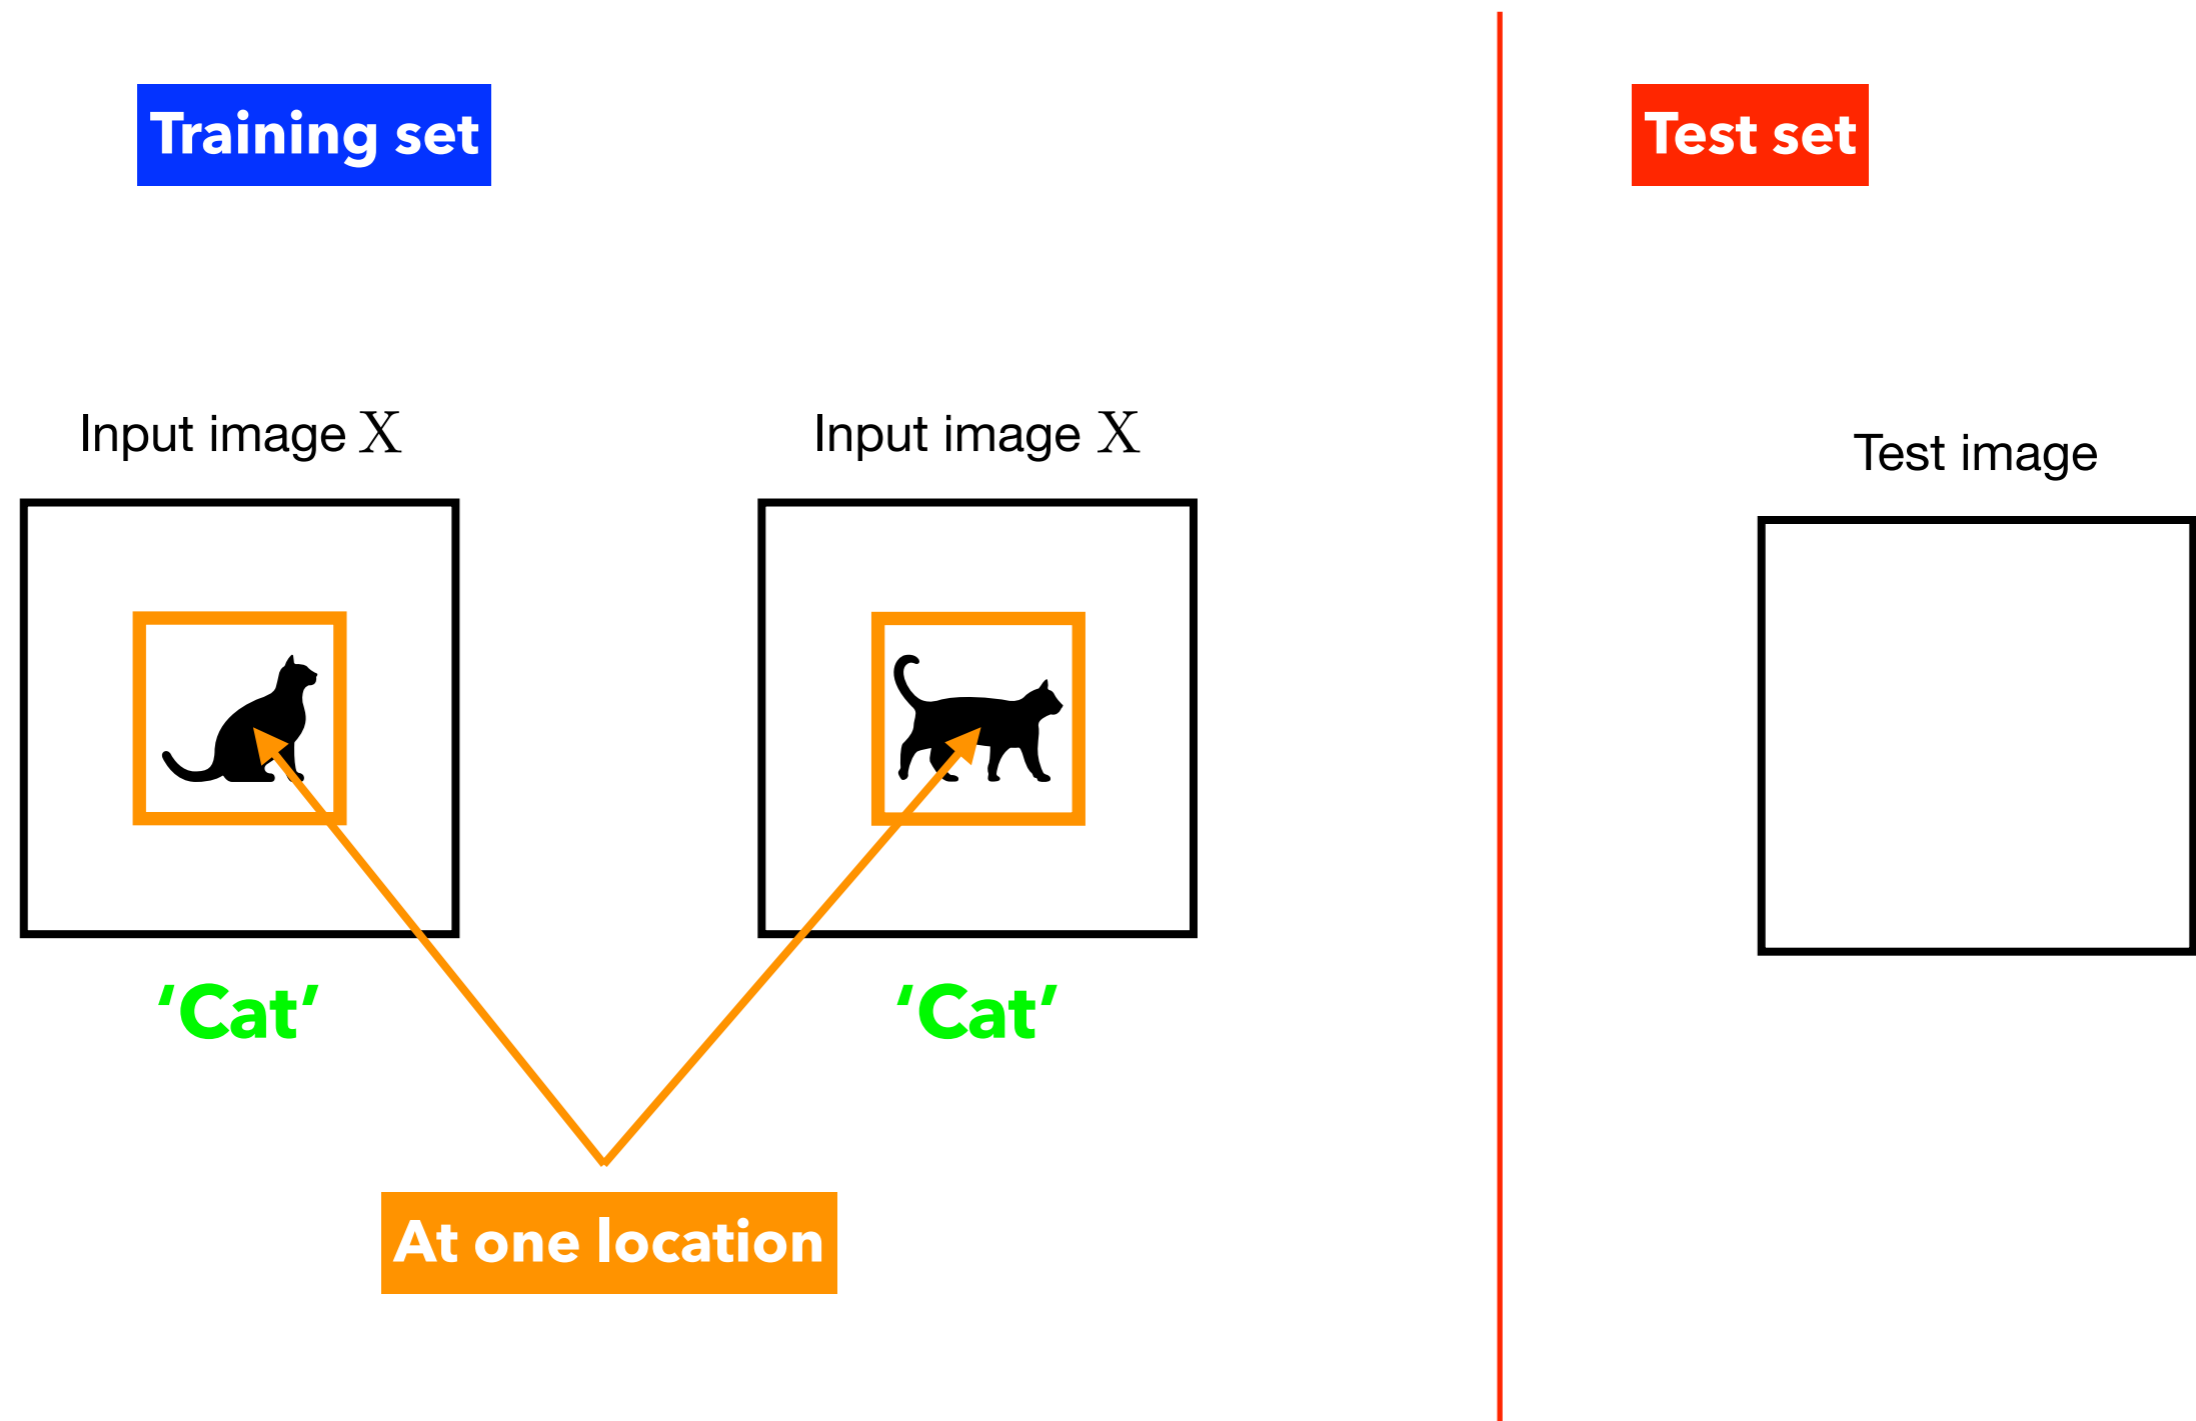 Training set
Test set
Input image X
Input image X
Test image
‘Cat’
‘Cat’
At one location